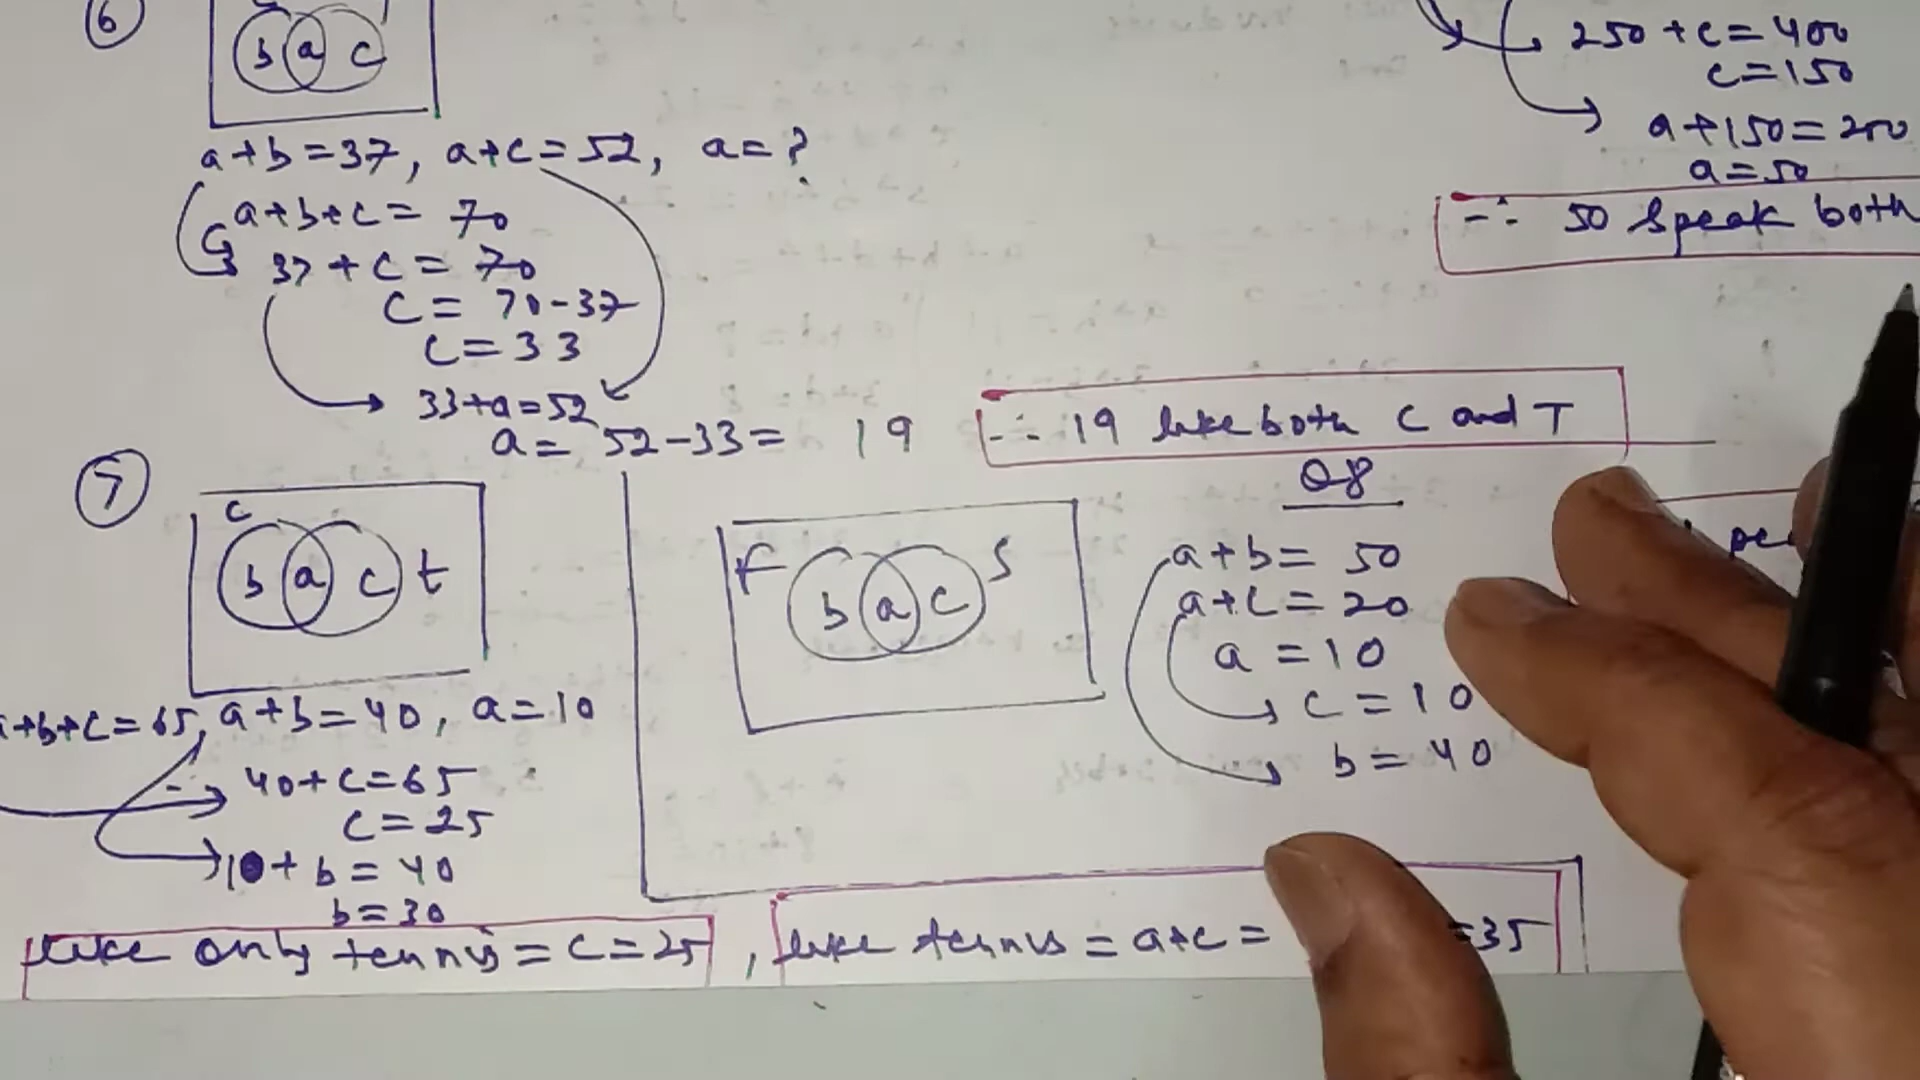 6
b a c
a+b=37, a+c=52, a=?
a+b+c= 70
37+c= 70
c= 70-37
c=33
33+a=52
a= 52-33= 19
∴ 19 like both C and T
250+c=400
c=150
a+150=200
a=50
∴ 50 speak both
7
c
b a c t
a+b+c=65, a+b=40, a=10
∴ 40+c=65
c=25
10+b=40
b=30
like only tennis=c=25, like tennis=a+c= =35
Q8
F S
b a c
a+b= 50
a+c=20
a=10
c=10
b=40